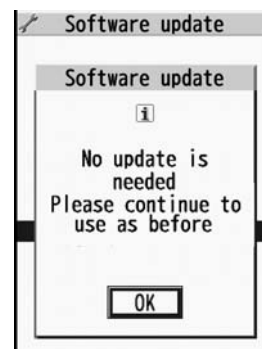 Software update
Software update
i
No update is
needed
Please continue to
use as before
OK